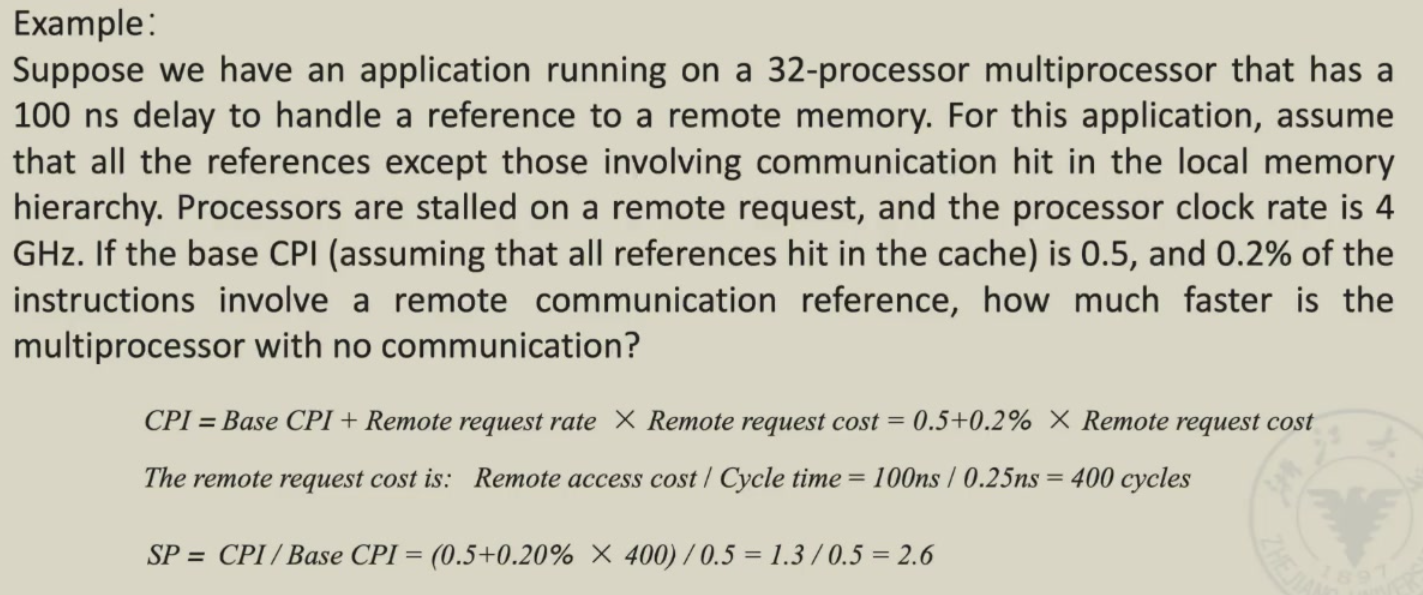 Example:
Suppose we have an application running on a 32-processor multiprocessor that has a
100 ns delay to handle a reference to a remote memory. For this application, assume
that all the references except those involving communication hit in the local memory
hierarchy. Processors are stalled on a remote request, and the processor clock rate is 4
GHz. If the base CPI (assuming that all references hit in the cache) is 0.5, and 0.2% of the
instructions involve a remote communication reference, how much faster is the
multiprocessor with no communication?
CPI = Base CPI + Remote request rate × Remote request cost = 0.5+0.2% × Remote request cost
The remote request cost is: Remote access cost / Cycle time = 100ns / 0.25ns = 400 cycles
SP = CPI / Base CPI = (0.5+0.20% × 400) / 0.5 = 1.3 / 0.5 = 2.6
1897